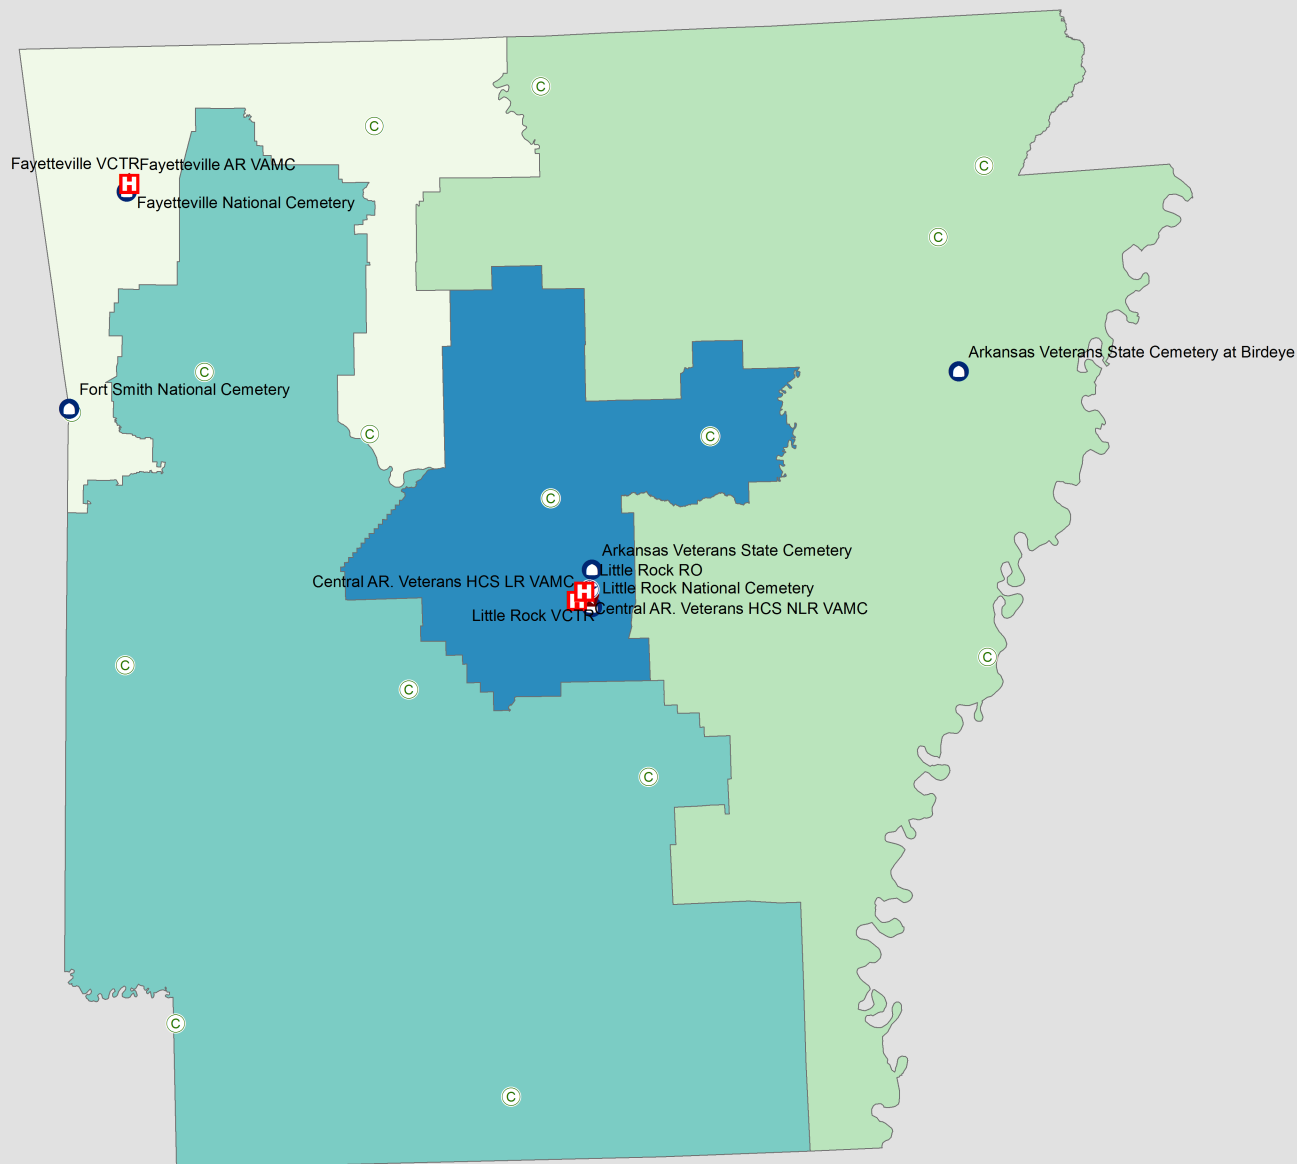 C
C
Fayetteville VCTR
Fayetteville AR VAMC
C
H
Fayetteville National Cemetery
C
Arkansas Veterans State Cemetery at Birdeye
C
Fort Smith National Cemetery
C
C
C
Arkansas Veterans State Cemetery
Little Rock RO
Central AR. Veterans HCS LR VAMC
H
Little Rock National Cemetery
H
Central AR. Veterans HCS NLR VAMC
Little Rock VCTR
C
C
C
C
C
C